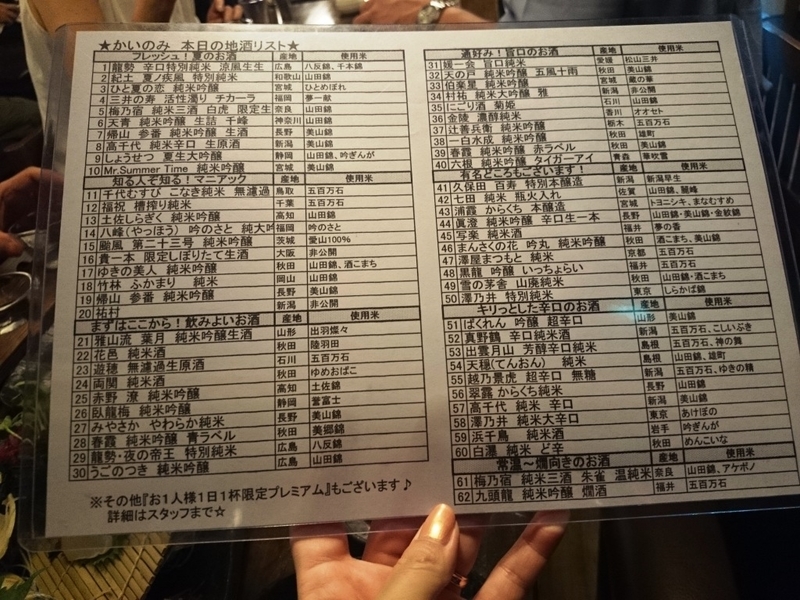 ★かいのみ 本日の地酒リスト★
フレッシュ！夏のお酒 産地 使用米
1 龍勢 辛口特別純米 涼風生生 広島 八反錦、千本錦
2 紀土 夏ノ疾風 特別純米 和歌山 山田錦
3 ひと夏の恋 純米吟醸 宮城 ひとめぼれ
4 三井の寿 活性濁り チカーラ 福岡 夢一献
5 梅乃宿 純米三酒 白虎 限定生 奈良 山田錦
6 天青 純米大吟醸 生詰 千峰 神奈川 山田錦
7 帰山 参番 純米吟醸 生酒 長野 美山錦
8 高千代 純米辛口 生原酒 新潟 美山錦
9 しょうせつ 夏生大吟醸 静岡 山田錦、吟ぎんが
10 Mr.Summer Time 純米吟醸 宮城 美山錦
知る人ぞ知る！マニアック 産地 使用米
11 千代むすび こなき純米 無濾過 鳥取 五百万石
12 福祝 槽搾り純米 千葉 五百万石
13 土佐しらぎく 純米吟醸 高知 山田錦
14 八峰(やっほう) 吟のさと 純大吟 福岡 吟のさと
15 颱風 第二十三号 純米吟醸 茨城 愛山100%
16 貴一本 限定しぼりたて生酒 大阪 非公開
17 ゆきの美人 純米吟醸 秋田 山田錦、酒こまち
18 竹林 ふかまり 純米 岡山 山田錦
19 帰山 参番 純米吟醸 長野 美山錦
20 祐村 新潟 非公開
まずはここから！飲みよいお酒 産地 使用米
21 雅山流 葉月 純米吟醸生酒 山形 出羽燦々
22 花邑 純米酒 秋田 陸羽田
23 遊穂 無濾過生原酒 石川 五百万石
24 両関 純米酒 秋田 ゆめおばこ
25 赤野 濱 純米吟醸 高知 土佐錦
26 臥龍梅 純米吟醸 静岡 誉富士
27 みやさか やわらか純米 長野 美山錦
28 春霞 純米吟醸 青ラベル 秋田 美郷錦
29 龍勢・夜の帝王 特別純米 広島 八反錦
30 うごのつき 純米吟醸 広島 山田錦
※その他『お1人様1日1杯限定プレミアム』もございます♪
詳細はスタッフまで☆
通好み！旨口のお酒 産地 使用米
31 媛一会 旨口純米 愛媛 松山三井
32 天の戸 純米吟醸 五風十雨 秋田 美山錦
33 伯楽星 純米吟醸 宮城 蔵の華
34 村祐 純米大吟醸 雅 新潟 非公開
35 にごり酒 菊姫 石川 山田錦
36 金陵 濃醇純米 香川 オオセト
37 辻善兵衛 純米吟醸 栃木 五百万石
38 一白水成 純米吟醸 秋田 雄町
39 春霞 純米吟醸 赤ラベル 秋田 美山錦
40 六根 純米吟醸 タイガーアイ 青森 華吹雪
有名どころもございます！ 産地 使用米
41 久保田 百寿 特別本醸造 新潟 新潟早生
42 七田 純米 瓶火入れ 佐賀 山田錦、麗峰
43 浦霞 からくち 本醸造 宮城 トヨニシキ、まなむすめ
44 真澄 純米吟醸 辛口生一本 長野 山田錦・美山錦・金紋錦
45 写楽 純米酒 福井 夢の香
46 まんさくの花 吟丸 純米吟醸 秋田 酒こまち、美山錦
47 澤屋まつもと 純米 京都 五百万石
48 黒龍 吟醸 いっちょらい 福井 五百万石
49 雪の茅舎 山廃純米 秋田 山田錦・酒こまち
50 澤乃井 特別純米 東京 しらかば錦
キリっとした辛口のお酒 産地 使用米
51 ばくれん 吟醸 超辛口 山形 美山錦
52 真野鶴 辛口純米酒 新潟 五百万石、こしいぶき
53 出雲月山 芳醇辛口純米 島根 五百万石、神の舞
54 天穏(てんおん) 純米 島根 山田錦、雄町
55 越乃景虎 超辛口 無糖 新潟 五百万石、ゆきの精
56 翠露 からくち純米 長野 山田錦
57 高千代 純米 辛口 新潟 美山錦
58 澤乃井 純米大辛口 東京 あけぼの
59 浜千鳥 純米酒 岩手 吟ぎんが
60 白瀑 純米 ど辛 秋田 めんこいな
常温～燗向きのお酒 産地 使用米
61 梅乃宿 純米三酒 朱雀 温純米 奈良 山田錦、アケボノ
62 九頭龍 純米吟醸 燗酒 福井 五百万石